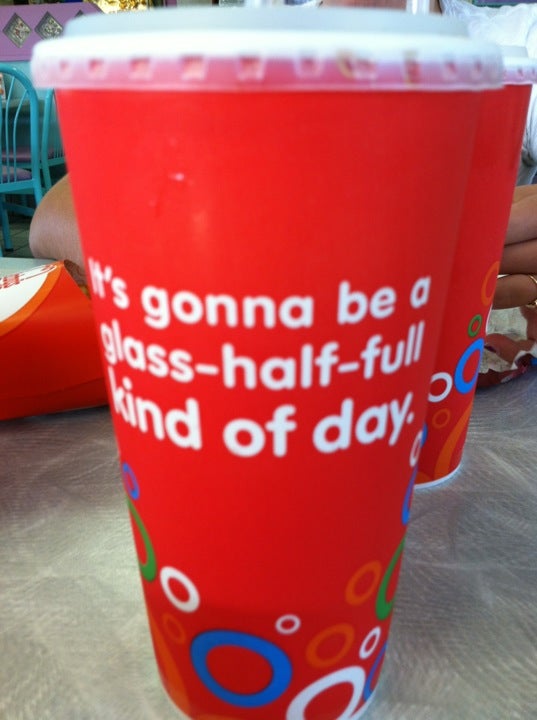 It's gonna be a
glass-half-full
kind of day.